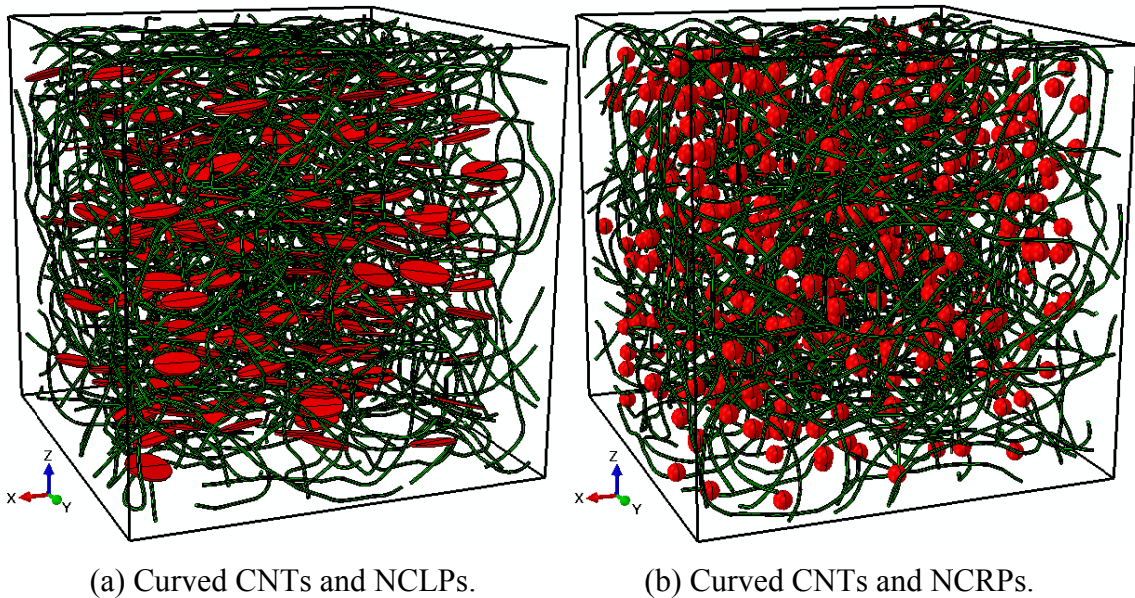 Z
X
Y
Z
X
Y
(a) Curved CNTs and NCLPs.
(b) Curved CNTs and NCRPs.